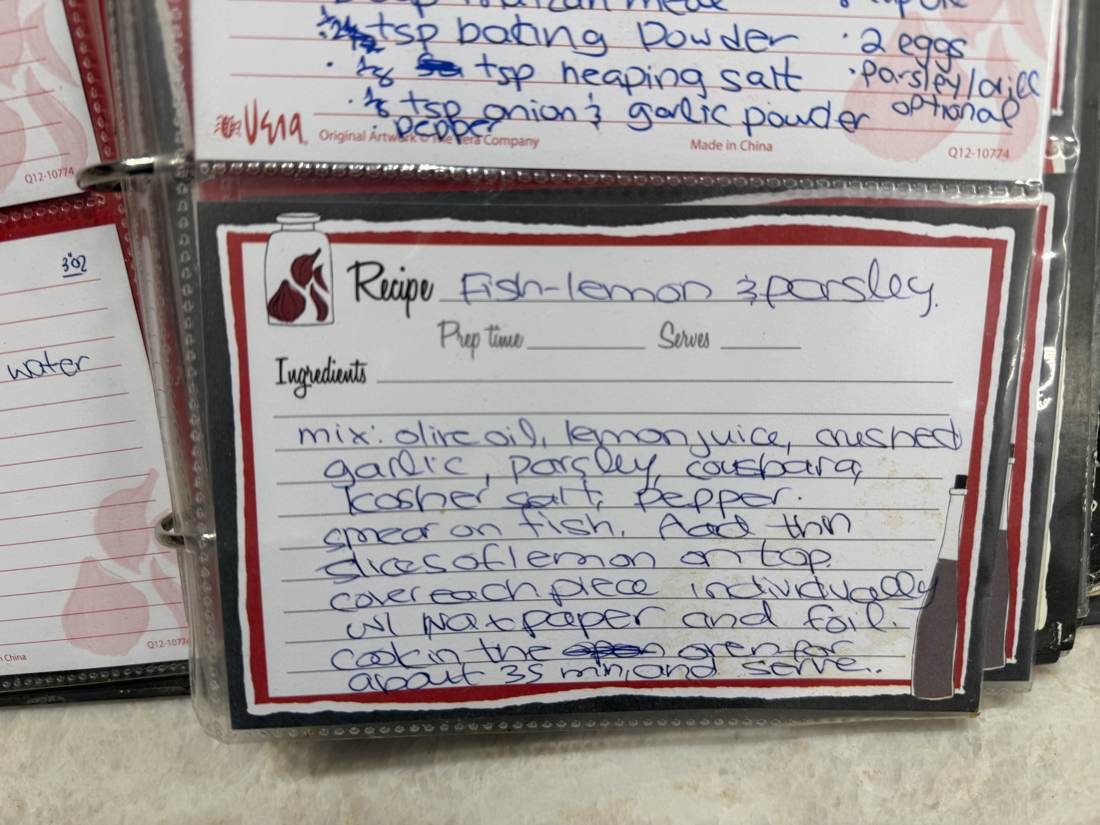 tsp baking powder
· 2 eggs
· 1/8 tsp heaping salt
· parsley/dill
optional
· 1/8 tsp onion & garlic powder
· pepper
Vera
Original Artwork © The Vera Company
Made in China
Q12-10774
Q12-10774
3oz
water
Q12-1077
China
Recipe Fish-lemon & parsley.
Prep time
Serves
Ingredients
mix: olive oil, lemon juice, crushed
garlic, parsley, cousbara,
kosher salt, pepper.
smear on fish. Add thin
slices of lemon on top.
cover each piece individually
w/ wax paper and foil.
cook in the oven for
about 35 min, and serve.